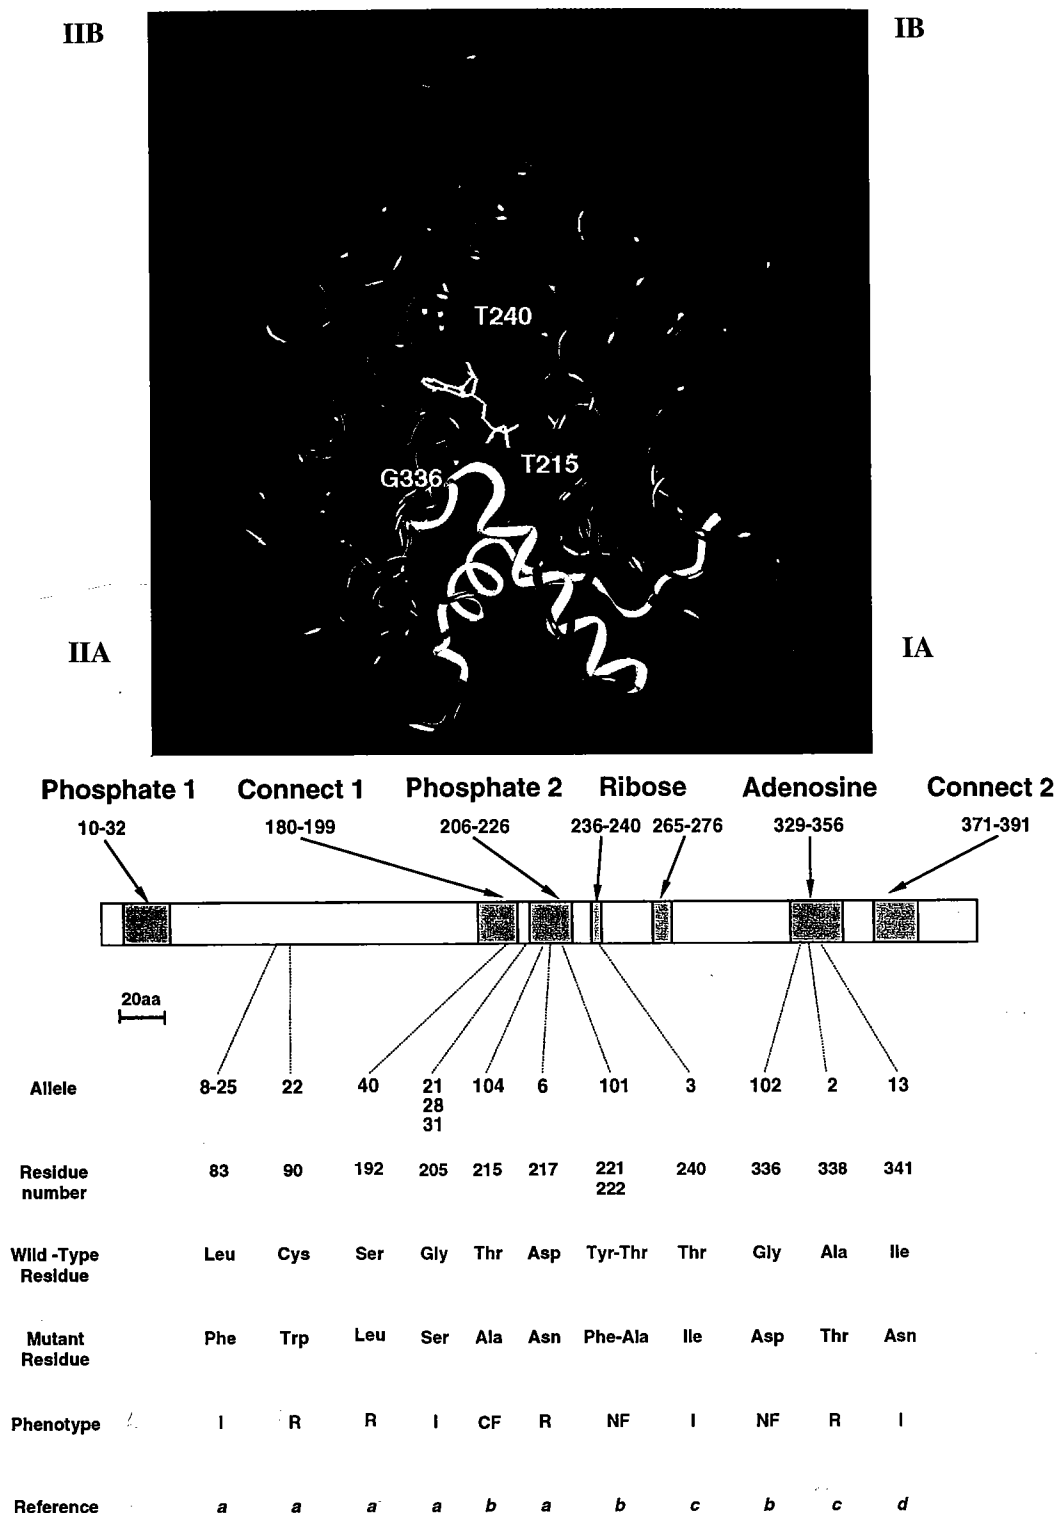 IIB
IB
T240
T215
G336
IIA
IA
Phosphate 1 Connect 1 Phosphate 2 Ribose Adenosine Connect 2
10-32 180-199 206-226 236-240 265-276 329-356 371-391
20aa
Allele 8-25 22 40 21 104 6 101 3 102 2 13
28
31
Residue number 83 90 192 205 215 217 221 240 336 338 341
222
Wild -Type Residue Leu Cys Ser Gly Thr Asp Tyr-Thr Thr Gly Ala Ile
Mutant Residue Phe Trp Leu Ser Ala Asn Phe-Ala Ile Asp Thr Asn
Phenotype I R R I CF R NF I NF R I
Reference a a a a b a b c b c d